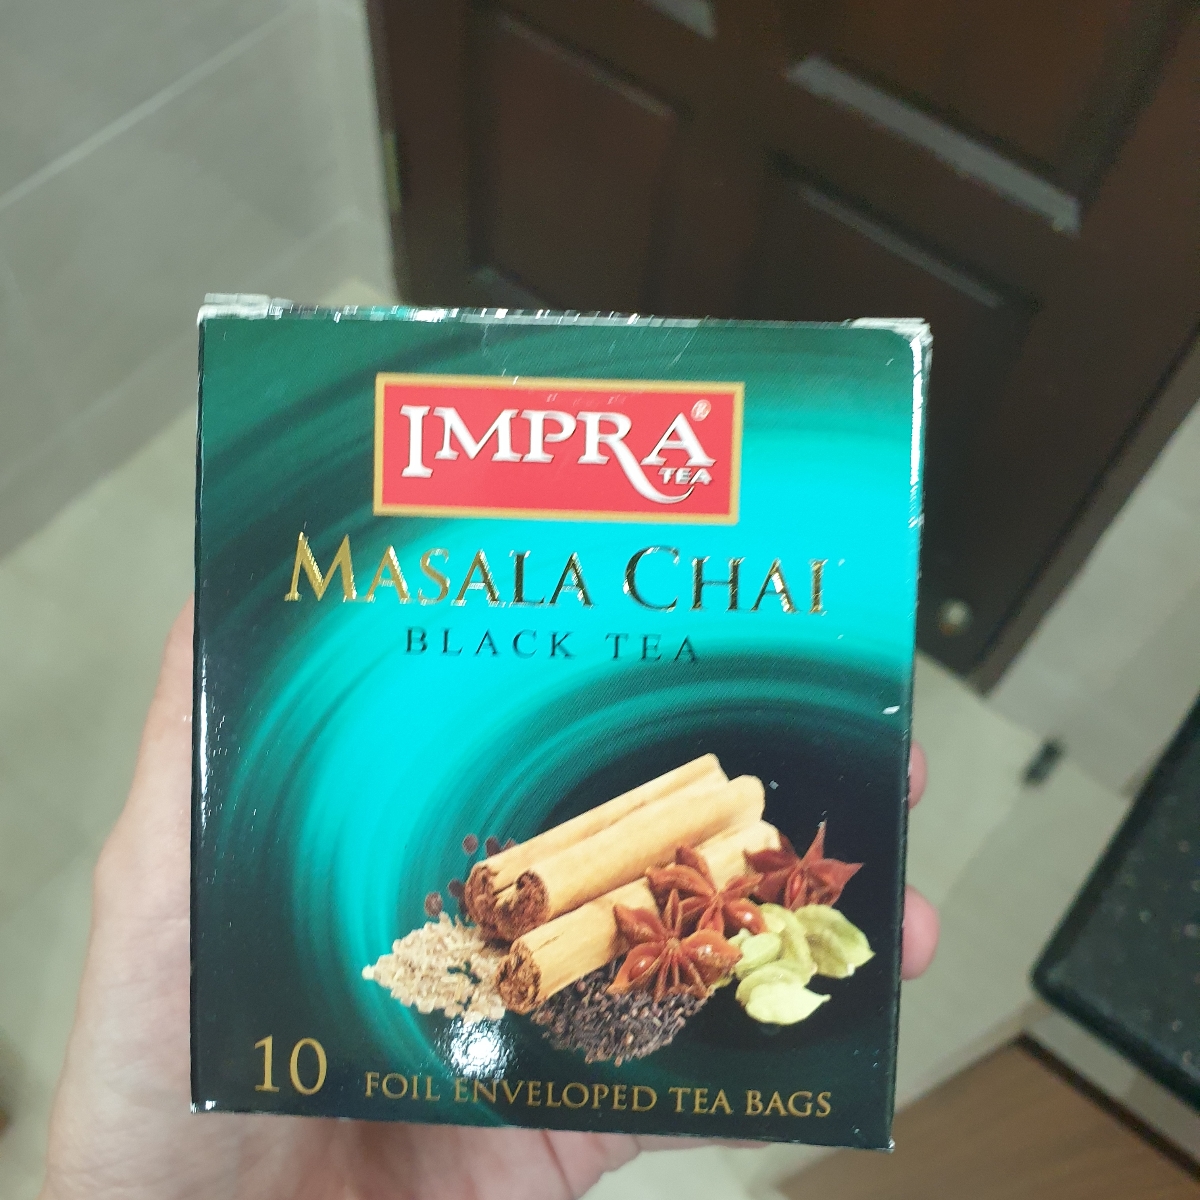 IMPRA®
TEA
MASALA CHAI
BLACK TEA
10 FOIL ENVELOPED TEA BAGS